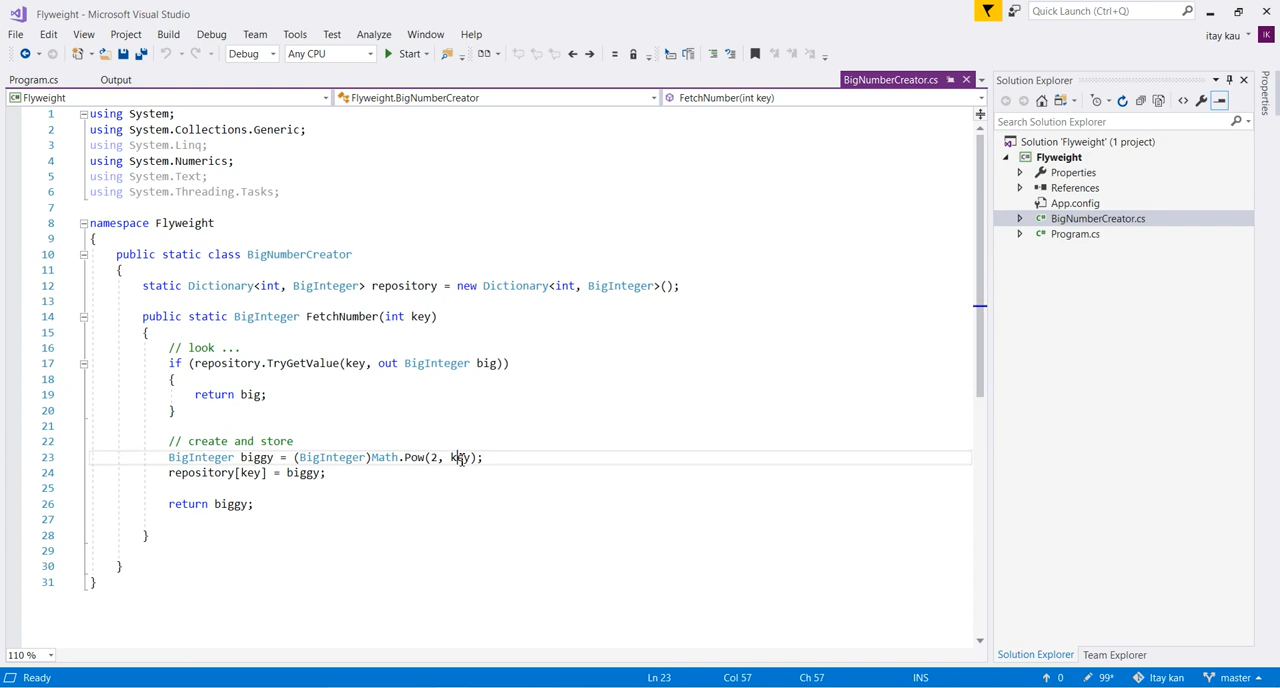 Flyweight - Microsoft Visual Studio
Quick Launch (Ctrl+Q)
File Edit View Project Build Debug Team Tools Test Analyze Window Help
itay kau IK
Debug Any CPU Start
Program.cs Output BigNumberCreator.cs
Flyweight Flyweight.BigNumberCreator FetchNumber(int key)
1 using System;
2 using System.Collections.Generic;
3 using System.Linq;
4 using System.Numerics;
5 using System.Text;
6 using System.Threading.Tasks;
7
8 namespace Flyweight
9 {
10 public static class BigNumberCreator
11 {
12 static Dictionary<int, BigInteger> repository = new Dictionary<int, BigInteger>();
13
14 public static BigInteger FetchNumber(int key)
15 {
16 // look ...
17 if (repository.TryGetValue(key, out BigInteger big))
18 {
19 return big;
20 }
21
22 // create and store
23 BigInteger biggy = (BigInteger)Math.Pow(2, key);
24 repository[key] = biggy;
25
26 return biggy;
27
28 }
29
30 }
31 }
110 %
Solution Explorer
Search Solution Explorer
Solution 'Flyweight' (1 project)
Flyweight
Properties
References
App.config
BigNumberCreator.cs
Program.cs
Solution Explorer Team Explorer
Properties
Ready Ln 23 Col 57 Ch 57 INS 0 99* Itay kan master